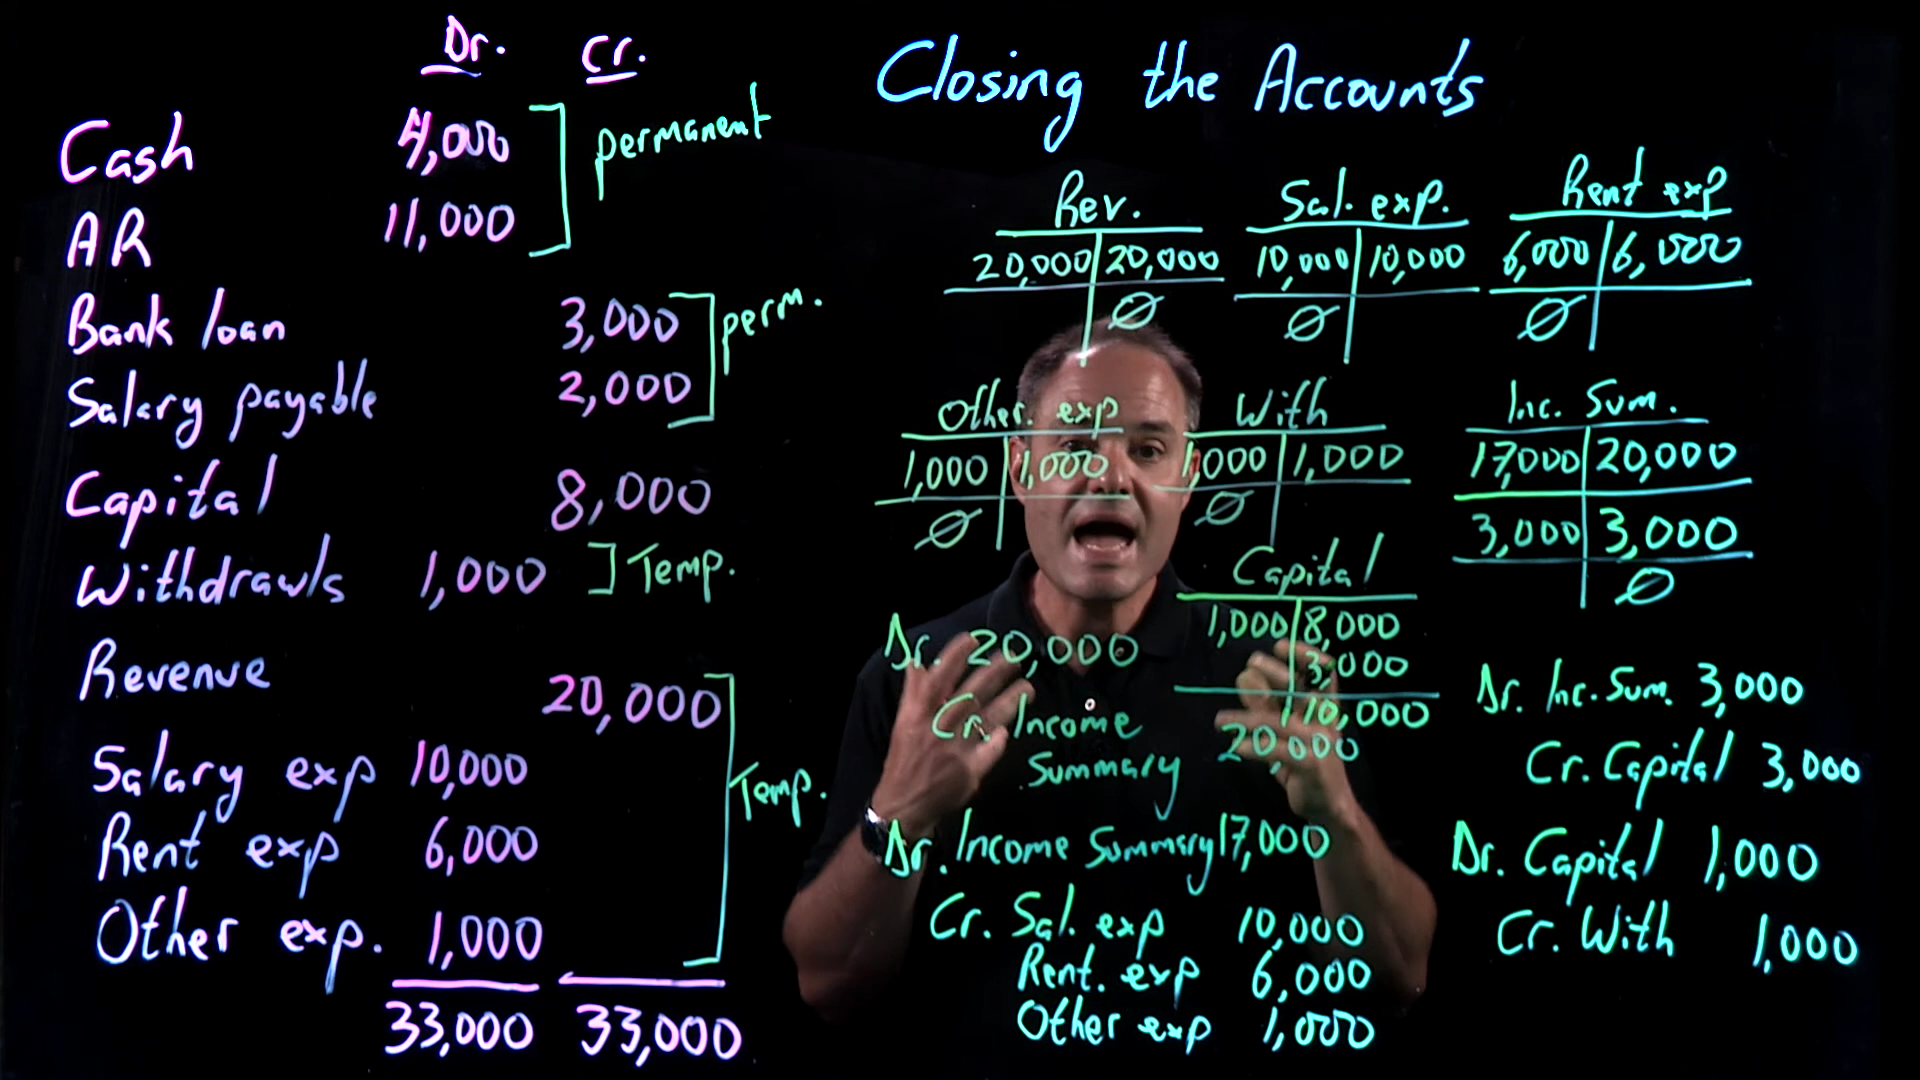 Dr. Cr.
Cash 4,000
AR 11,000
permanent
Bank loan 3,000
Salary payable 2,000
perm.
Capital 8,000
Withdrawls 1,000 Temp.
Revenue 20,000
Salary exp 10,000
Rent exp 6,000
Other exp. 1,000
Temp.
33,000 33,000
Closing the Accounts
Rev.
20,000 20,000
Ø
Sal. exp.
10,000 10,000
Ø
Rent exp
6,000 6,000
Ø
Other. exp
1,000 1,000
Ø
With
1,000 1,000
Ø
Inc. Sum.
17,000 20,000
3,000 3,000
Ø
Capital
1,000 8,000
3,000
10,000
Dr. 20,000
Cr. Income
Summary 20,000
Dr. Income Summary 17,000
Cr. Sal. exp 10,000
Rent. exp 6,000
Other exp 1,000
Dr. Inc. Sum. 3,000
Cr. Capital 3,000
Dr. Capital 1,000
Cr. With 1,000